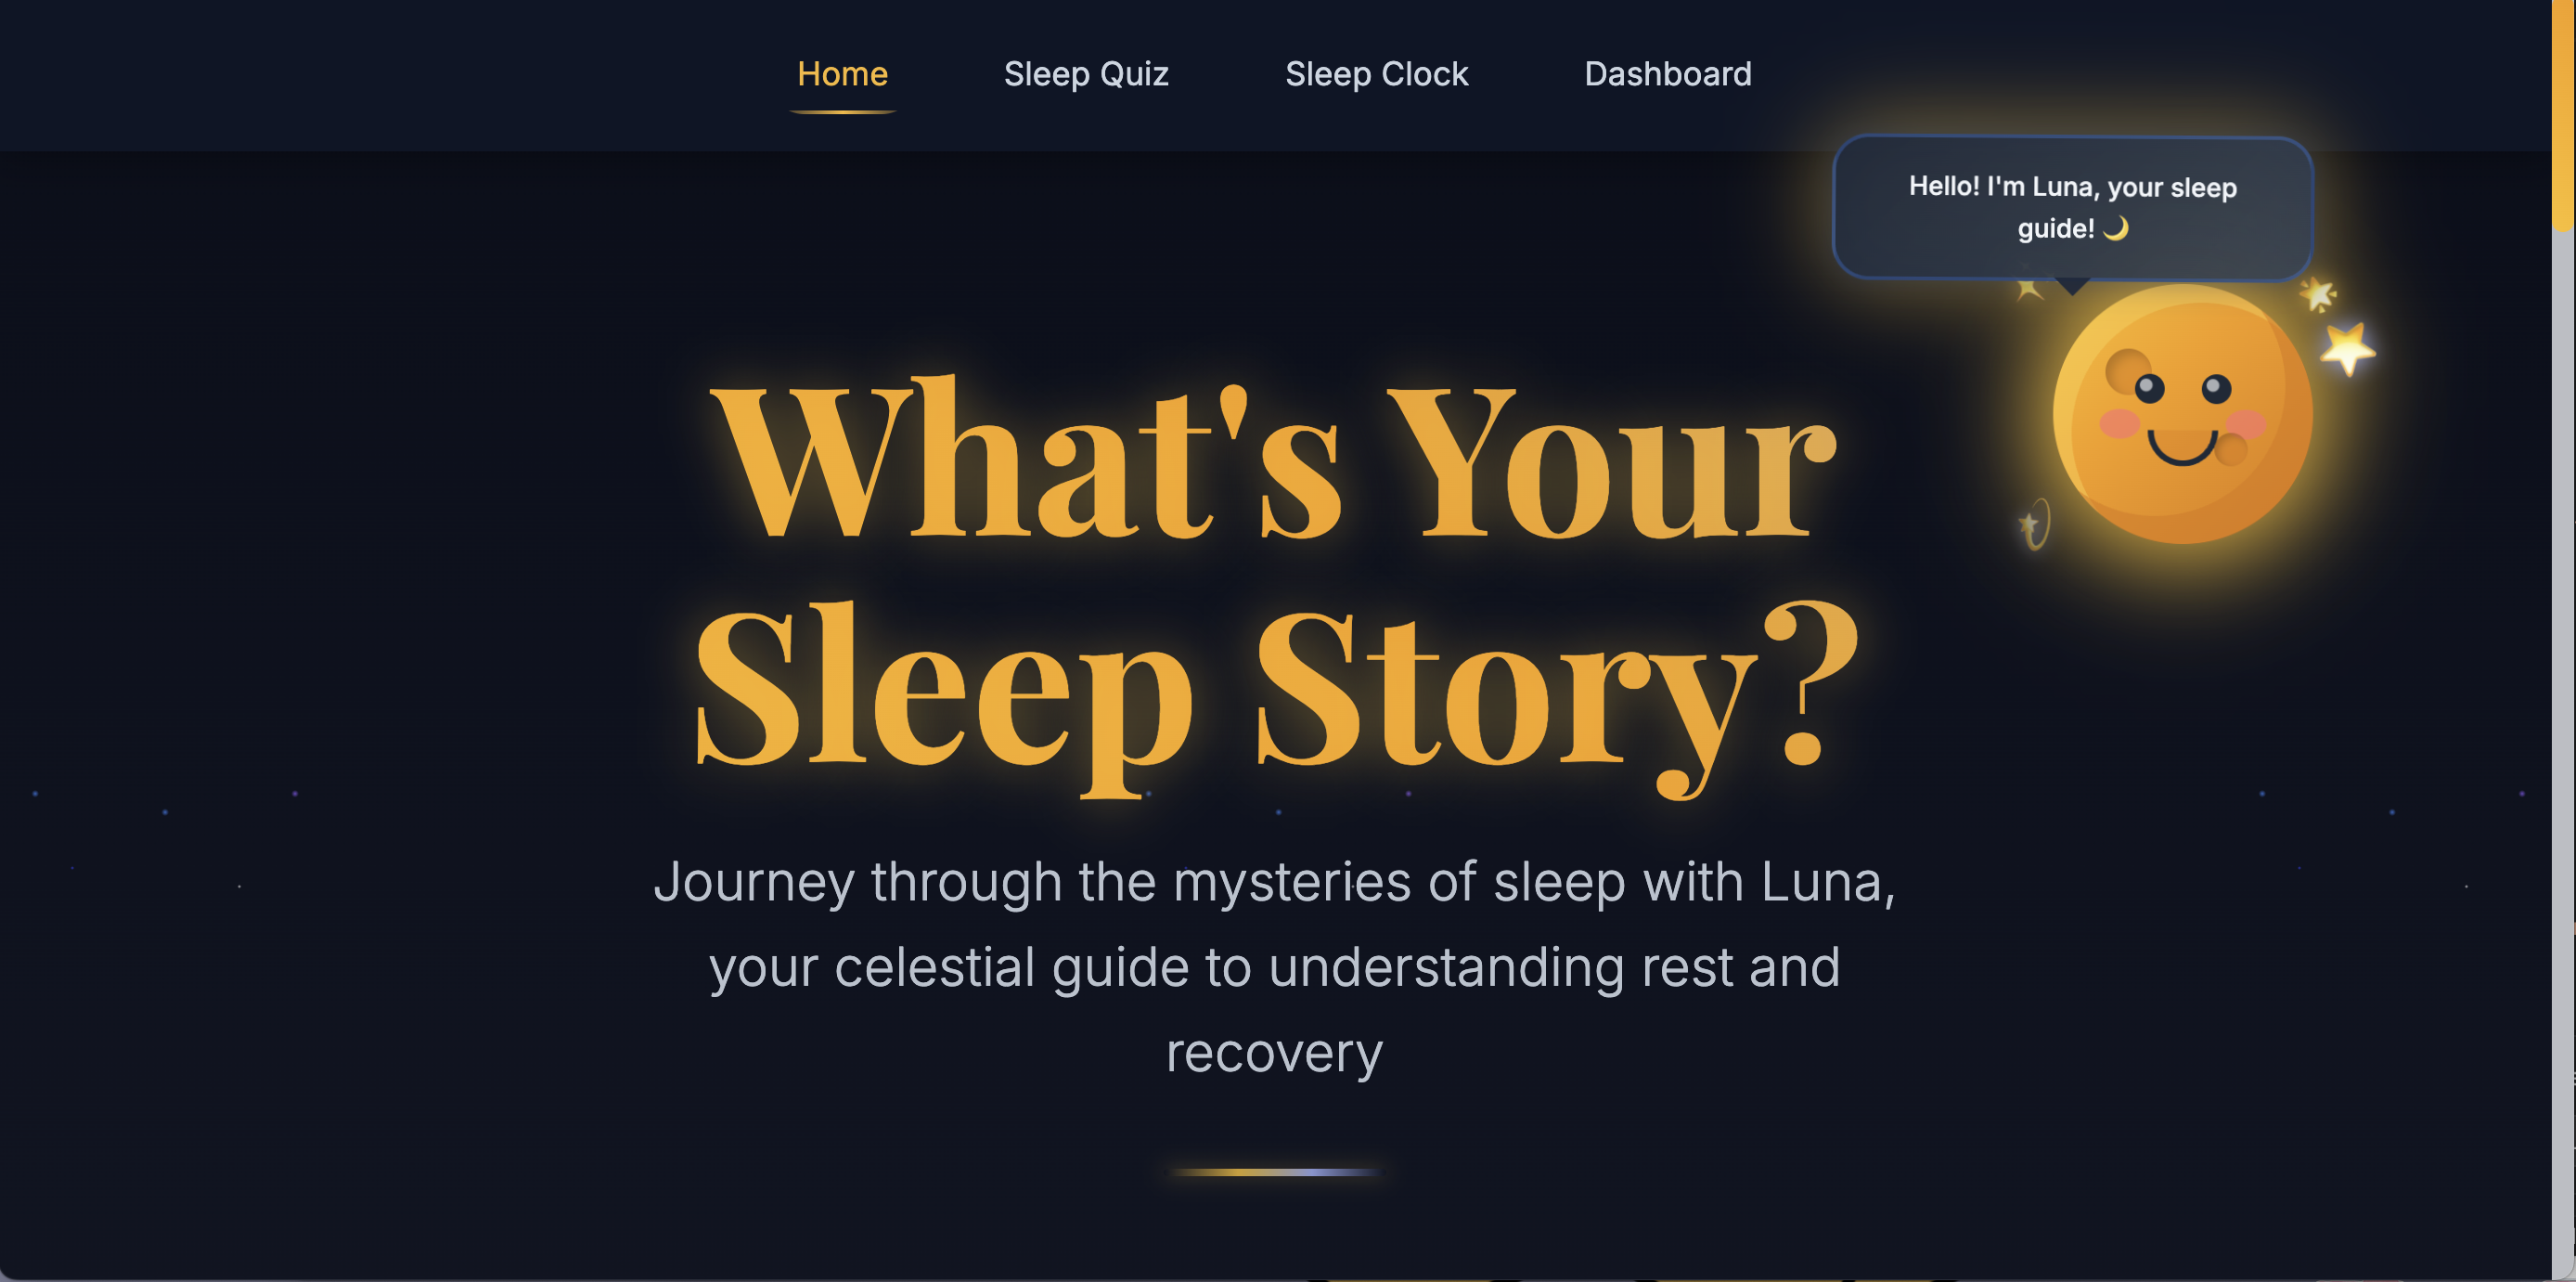 Home Sleep Quiz Sleep Clock Dashboard
Hello! I'm Luna, your sleep
guide! 🌙
What's Your
Sleep Story?
Journey through the mysteries of sleep with Luna,
your celestial guide to understanding rest and
recovery